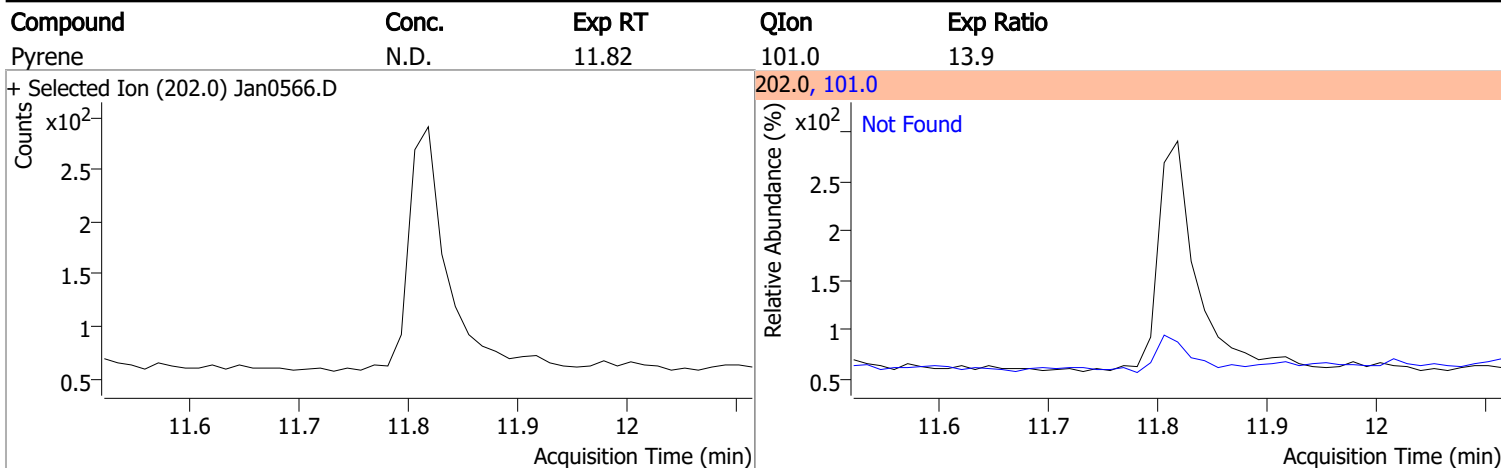 Compound Conc. Exp RT QIon Exp Ratio
Pyrene N.D. 11.82 101.0 13.9
+ Selected Ion (202.0) Jan0566.D
Counts
x10²
2.5
2
1.5
1
0.5
11.6 11.7 11.8 11.9 12
Acquisition Time (min)
202.0, 101.0
Relative Abundance (%)
x10²
Not Found
2.5
2
1.5
1
0.5
11.6 11.7 11.8 11.9 12
Acquisition Time (min)